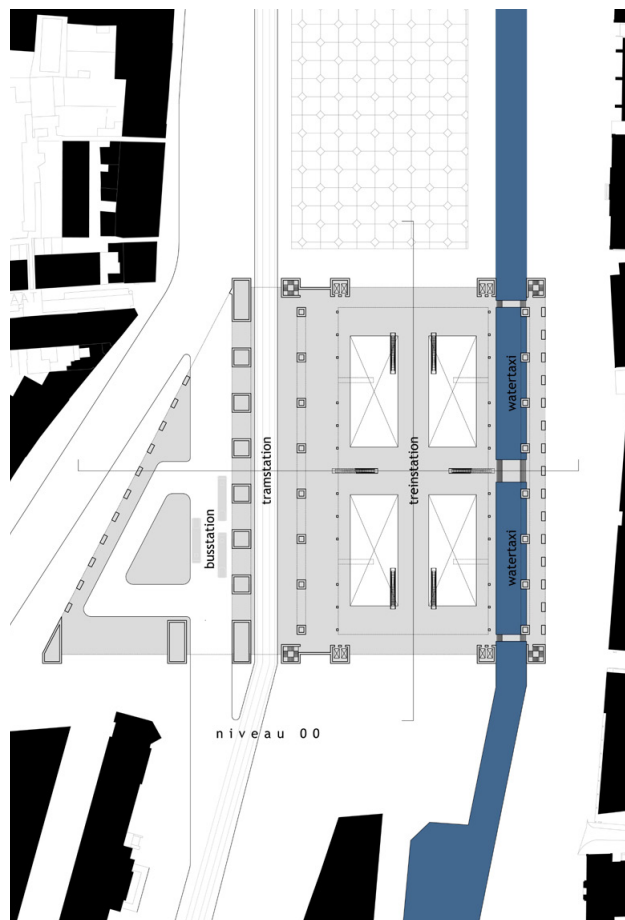 watertaxi
tramstation
treinstation
busstation
watertaxi
niveau 00